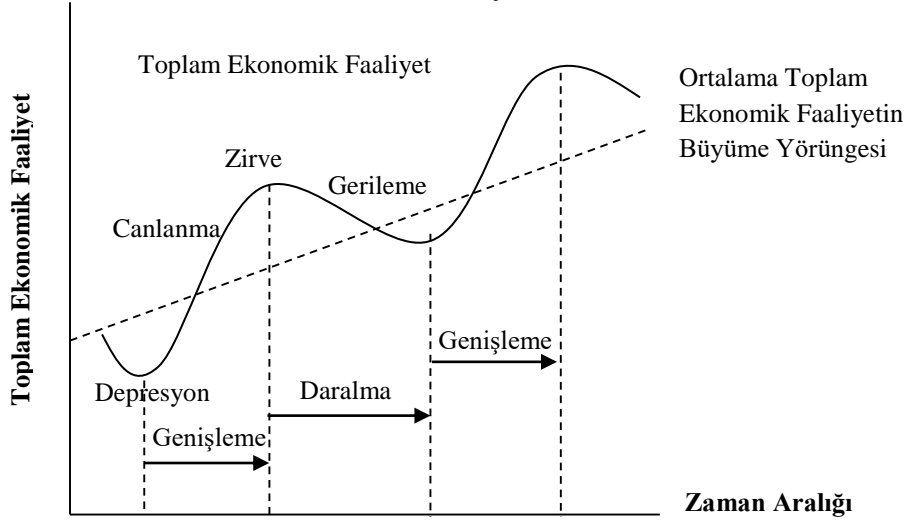 Toplam Ekonomik Faaliyet
Toplam Ekonomik Faaliyet
Ortalama Toplam
Ekonomik Faaliyetin
Büyüme Yörüngesi
Zirve
Gerileme
Canlanma
Genişleme
Depresyon
Daralma
Genişleme
Zaman Aralığı